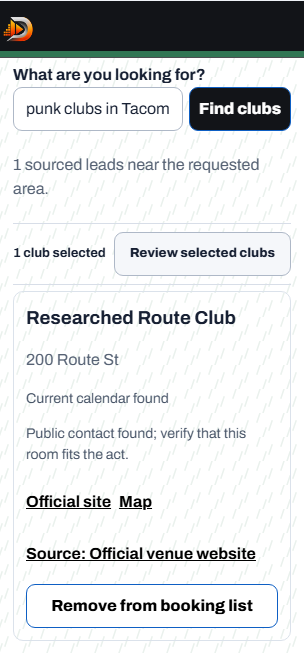 What are you looking for?
punk clubs in Tacom
Find clubs
1 sourced leads near the requested
area.
1 club selected
Review selected clubs
Researched Route Club
200 Route St
Current calendar found
Public contact found; verify that this
room fits the act.
Official site Map
Source: Official venue website
Remove from booking list